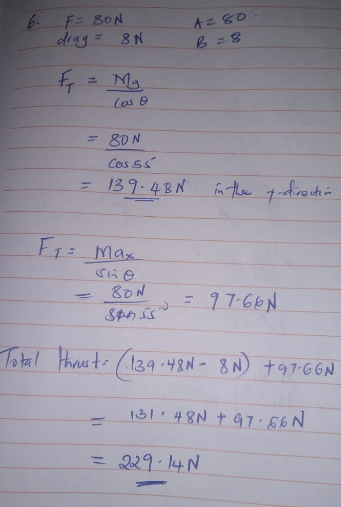 6. F = 80N A = 80.
drag = 8N B = 8
F_T = Mg / cos θ
= 80N / cos 55
= 139.48N in the y-direction
F_T = Max / sin θ
= 80N / sin 55° = 97.66N
Total thrust = (139.48N - 8N) + 97.66N
= 131.48N + 97.66N
= 229.14N